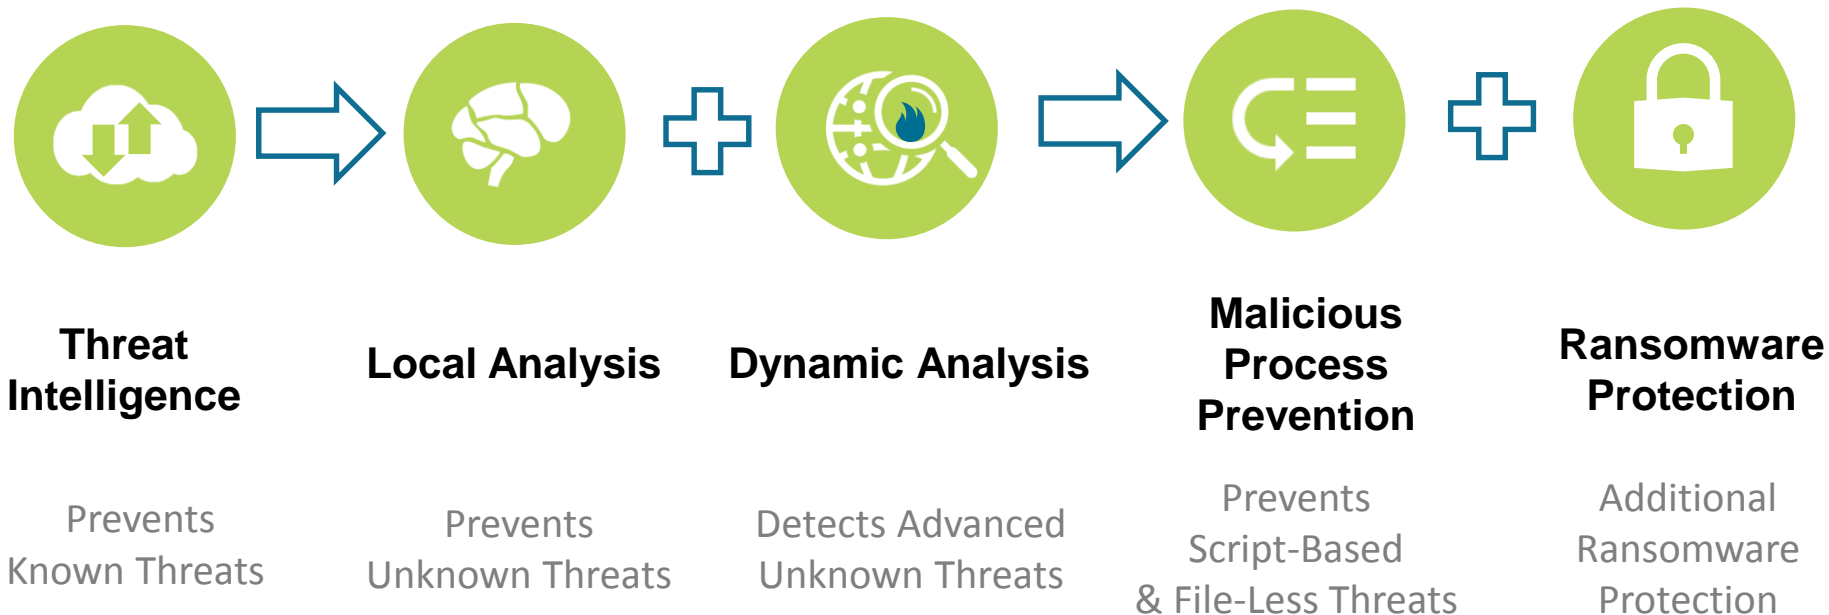 Threat
Intelligence
Local Analysis
Dynamic Analysis
Malicious
Process
Prevention
Ransomware
Protection
Prevents
Known Threats
Prevents
Unknown Threats
Detects Advanced
Unknown Threats
Prevents
Script-Based
& File-Less Threats
Additional
Ransomware
Protection